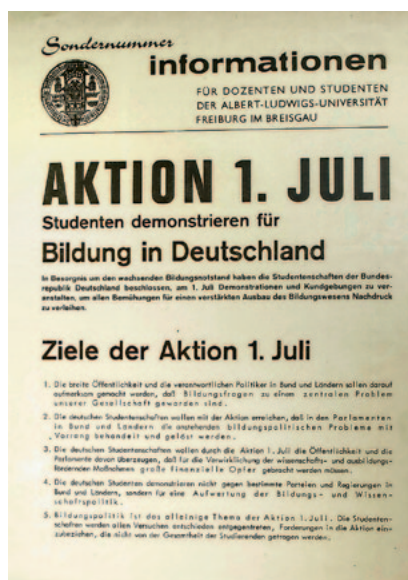 Sondernummer
informationen
FÜR DOZENTEN UND STUDENTEN
DER ALBERT-LUDWIGS-UNIVERSITÄT
FREIBURG IM BREISGAU
AKTION 1. JULI
Studenten demonstrieren für
Bildung in Deutschland
In Besorgnis um den wachsenden Bildungsnotstand haben die Studentenschaften der Bundes-
republik Deutschland beschlossen, am 1. Juli Demonstrationen und Kundgebungen zu ver-
anstalten, um allen Bemühungen für einen verstärkten Ausbau des Bildungswesens Nachdruck
zu verleihen.
Ziele der Aktion 1. Juli
1. Die breite Öffentlichkeit und die verantwortlichen Politiker in Bund und Ländern sollen darauf
aufmerksam gemacht werden, daß Bildungsfragen zu einem zentralen Problem
unserer Gesellschaft geworden sind.
2. Die deutschen Studentenschaften wollen mit der Aktion erreichen, daß in den Parlamenten
in Bund und Ländern die anstehenden bildungspolitischen Probleme mit
Vorrang behandelt und gelöst werden.
3. Die deutschen Studentenschaften wollen durch die Aktion 1. Juli die Öffentlichkeit und die
Parlamente davon überzeugen, daß für die Verwirklichung der wissenschafts- und ausbildungs-
fördernden Maßnahmen große finanzielle Opfer gebracht werden müssen.
4. Die deutschen Studenten demonstrieren nicht gegen bestimmte Parteien und Regierungen in
Bund und Ländern, sondern für eine Aufwertung der Bildungs- und Wissen-
schaftspolitik.
5. Bildungspolitik ist das alleinige Thema der Aktion 1. Juli. Die Studenten-
schaften werden allen Versuchen entschieden entgegentreten, Forderungen in die Aktion ein-
zubeziehen, die nicht von der Gesamtheit der Studierenden getragen werden.